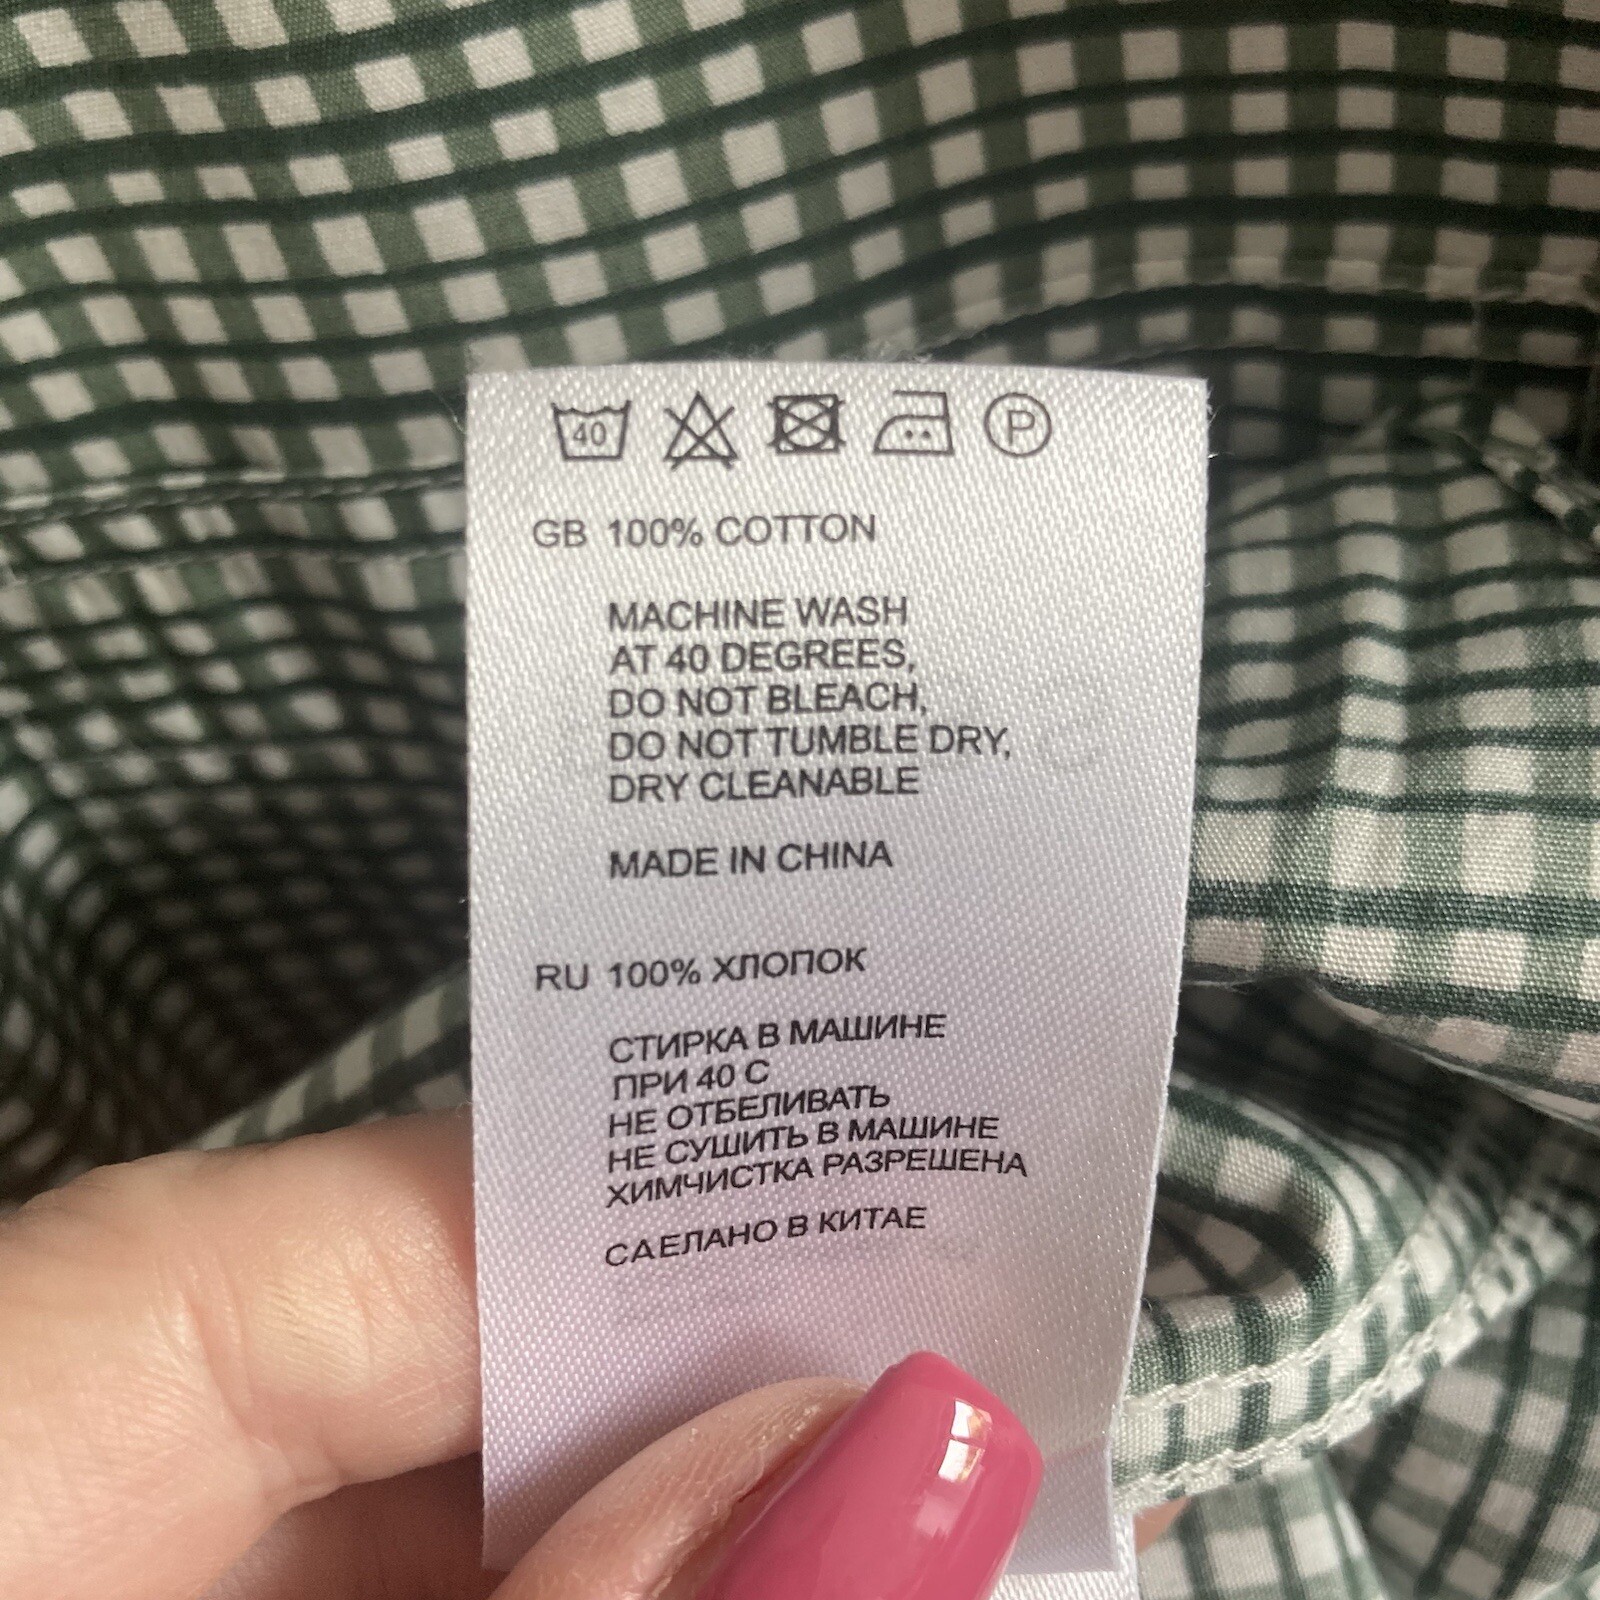 40 P
GB 100% COTTON
MACHINE WASH
AT 40 DEGREES,
DO NOT BLEACH,
DO NOT TUMBLE DRY,
DRY CLEANABLE
MADE IN CHINA
RU 100% ХЛОПОК
СТИРКА В МАШИНЕ
ПРИ 40 С
НЕ ОТБЕЛИВАТЬ
НЕ СУШИТЬ В МАШИНЕ
ХИМЧИСТКА РАЗРЕШЕНА
СДЕЛАНО В КИТАЕ